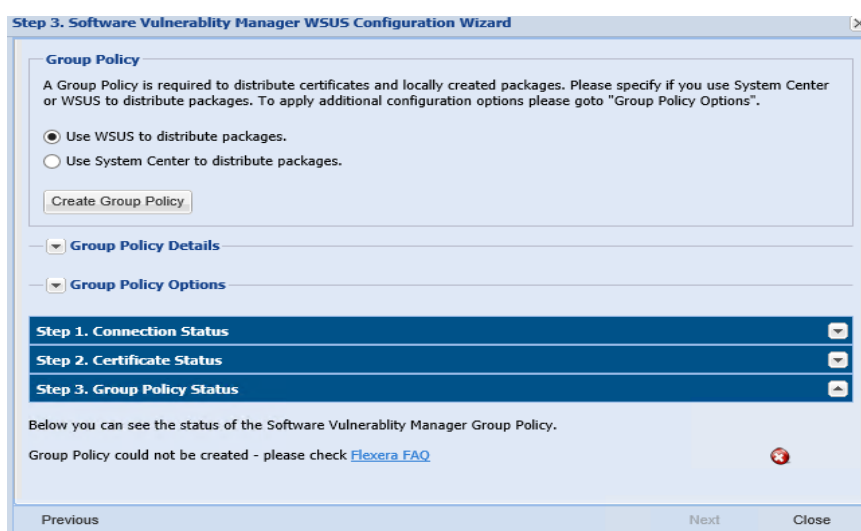 Step 3. Software Vulnerablity Manager WSUS Configuration Wizard
Group Policy
A Group Policy is required to distribute certificates and locally created packages. Please specify if you use System Center
or WSUS to distribute packages. To apply additional configuration options please goto "Group Policy Options".
Use WSUS to distribute packages.
Use System Center to distribute packages.
Create Group Policy
Group Policy Details
Group Policy Options
Step 1. Connection Status
Step 2. Certificate Status
Step 3. Group Policy Status
Below you can see the status of the Software Vulnerablity Manager Group Policy.
Group Policy could not be created - please check Flexera FAQ
Previous Next Close